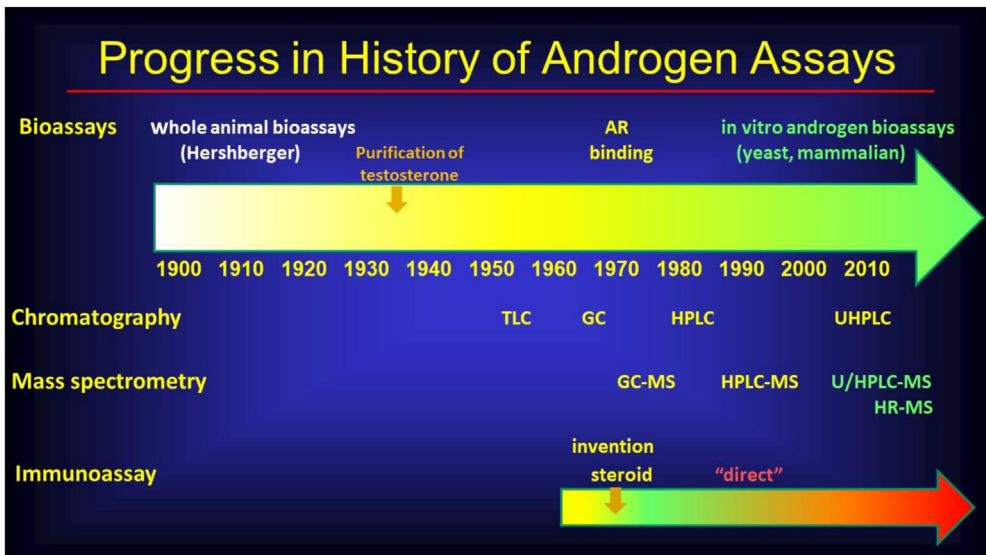 Progress in History of Androgen Assays
Bioassays
whole animal bioassays
(Hershberger)
Purification of
testosterone
AR
binding
in vitro androgen bioassays
(yeast, mammalian)
1900 1910 1920 1930 1940 1950 1960 1970 1980 1990 2000 2010
Chromatography TLC GC HPLC UHPLC
Mass spectrometry GC-MS HPLC-MS U/HPLC-MS
HR-MS
Immunoassay
invention
steroid
“direct”